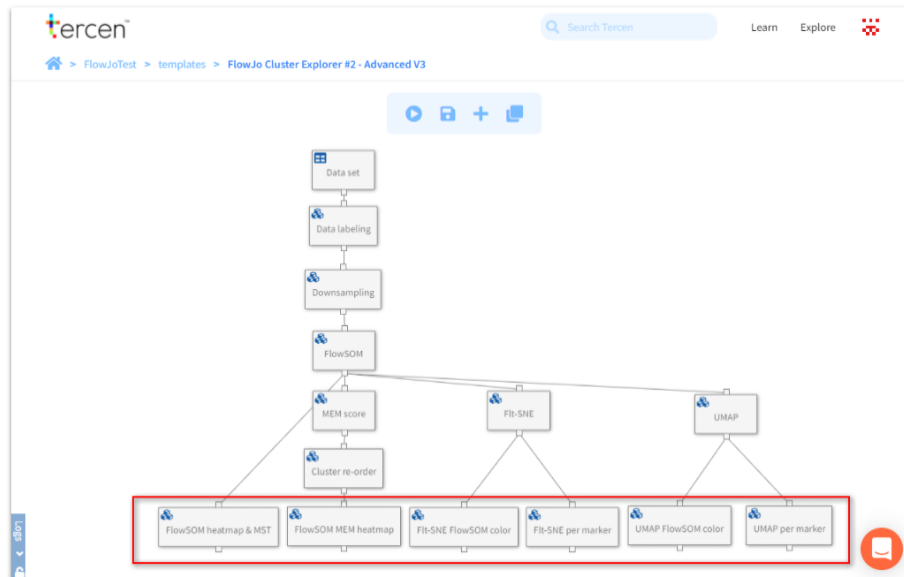 tercen™
Search Tercen
Learn
Explore
> FlowJoTest > templates > FlowJo Cluster Explorer #2 - Advanced V3
Data set
Data labeling
Downsampling
FlowSOM
MEM score
Flt-SNE
UMAP
Cluster re-order
FlowSOM heatmap & MST
FlowSOM MEM heatmap
Flt-SNE FlowSOM color
Flt-SNE per marker
UMAP FlowSOM color
UMAP per marker
Logs